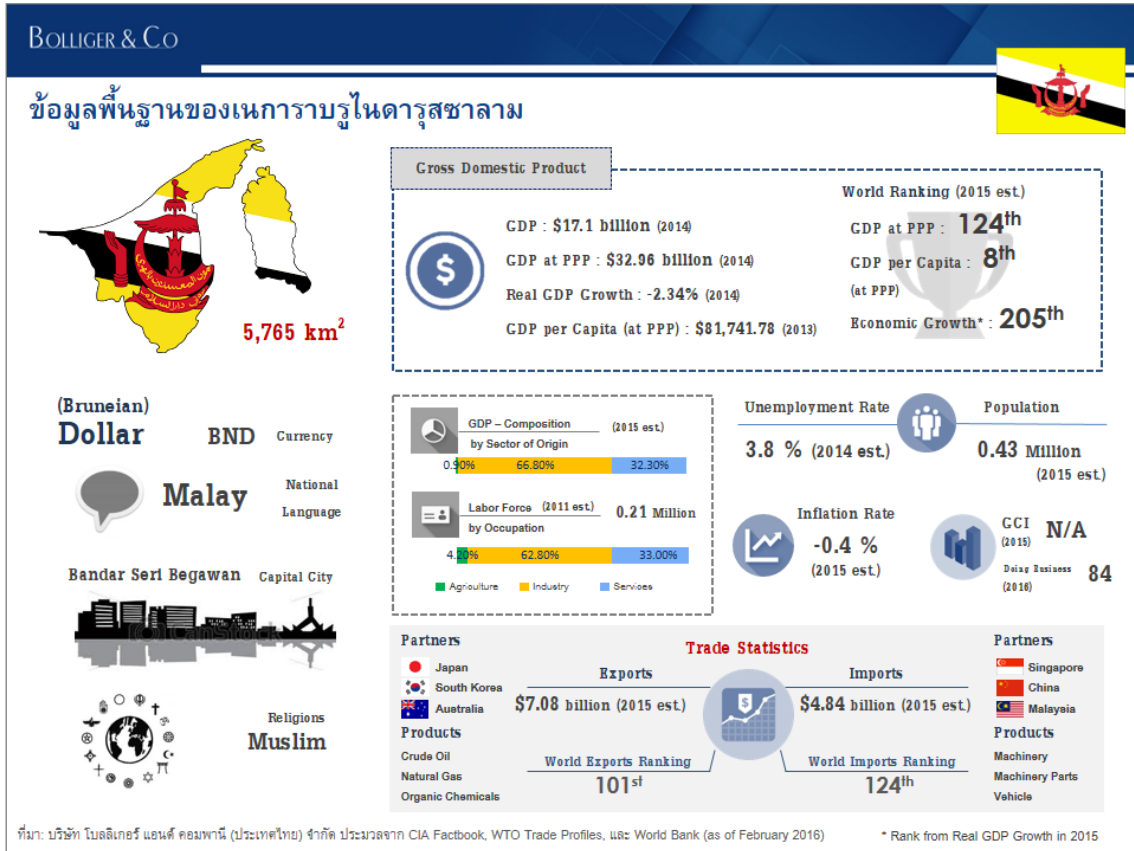 BOLLIGER & CO
ข้อมูลพื้นฐานของเนการาบรูไนดารุสซาลาม
5,765 km²
Gross Domestic Product
GDP : $17.1 billion (2014)
GDP at PPP : $32.96 billion (2014)
Real GDP Growth : -2.34% (2014)
GDP per Capita (at PPP) : $81,741.78 (2013)
World Ranking (2015 est.)
GDP at PPP : 124th
GDP per Capita : 8th
(at PPP)
Economic Growth* : 205th
(Bruneian)
Dollar BND Currency
Malay National
Language
Bandar Seri Begawan Capital City
Religions
Muslim
GDP – Composition (2015 est.)
by Sector of Origin
0.90% 66.80% 32.30%
Labor Force (2011 est.) 0.21 Million
by Occupation
4.20% 62.80% 33.00%
Agriculture Industry Services
Unemployment Rate
3.8 % (2014 est.)
Population
0.43 Million
(2015 est.)
Inflation Rate
-0.4 %
(2015 est.)
GCI N/A
(2015)
Doing Business 84
(2016)
Trade Statistics
Partners
Japan
South Korea
Australia
Products
Crude Oil
Natural Gas
Organic Chemicals
Exports
$7.08 billion (2015 est.)
World Exports Ranking
101st
Imports
$4.84 billion (2015 est.)
World Imports Ranking
124th
Partners
Singapore
China
Malaysia
Products
Machinery
Machinery Parts
Vehicle
ที่มา: บริษัท โบลลิเกอร์ แอนด์ คอมพานี (ประเทศไทย) จำกัด ประมวลจาก CIA Factbook, WTO Trade Profiles, และ World Bank (as of February 2016)
* Rank from Real GDP Growth in 2015